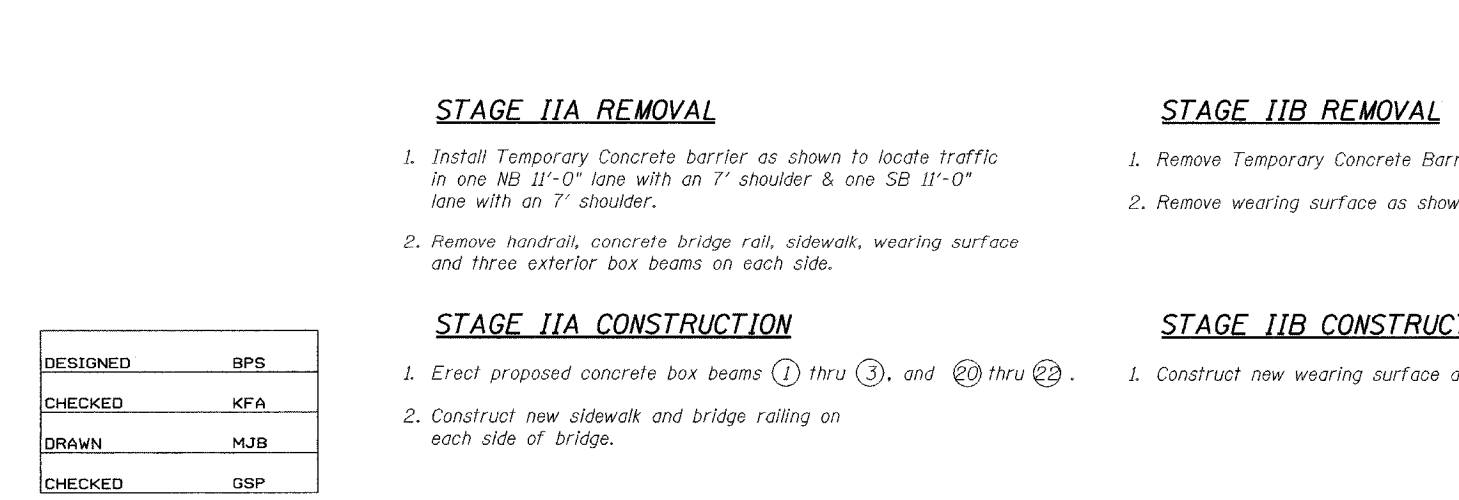 STAGE IIA REMOVAL
1. Install Temporary Concrete barrier as shown to locate traffic
in one NB 11'-0" lane with an 7' shoulder & one SB 11'-0"
lane with an 7' shoulder.
2. Remove handrail, concrete bridge rail, sidewalk, wearing surface
and three exterior box beams on each side.
STAGE IIA CONSTRUCTION
1. Erect proposed concrete box beams 1 thru 3, and 20 thru 22.
2. Construct new sidewalk and bridge railing on
each side of bridge.
STAGE IIB REMOVAL
1. Remove Temporary Concrete
2. Remove wearing surface as
STAGE IIB
1. Construct new wearing surface
DESIGNED BPS
CHECKED KFA
DRAWN MJB
CHECKED GSP